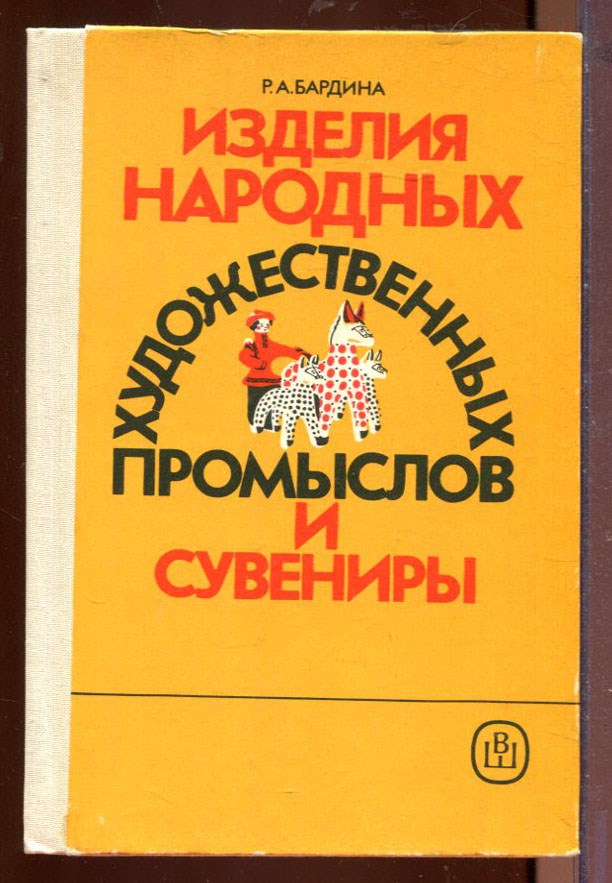 Р.А.БАРДИНА
ИЗДЕЛИЯ
НАРОДНЫХ
ХУДОЖЕСТВЕННЫХ
ПРОМЫСЛОВ
И
СУВЕНИРЫ
ВШ